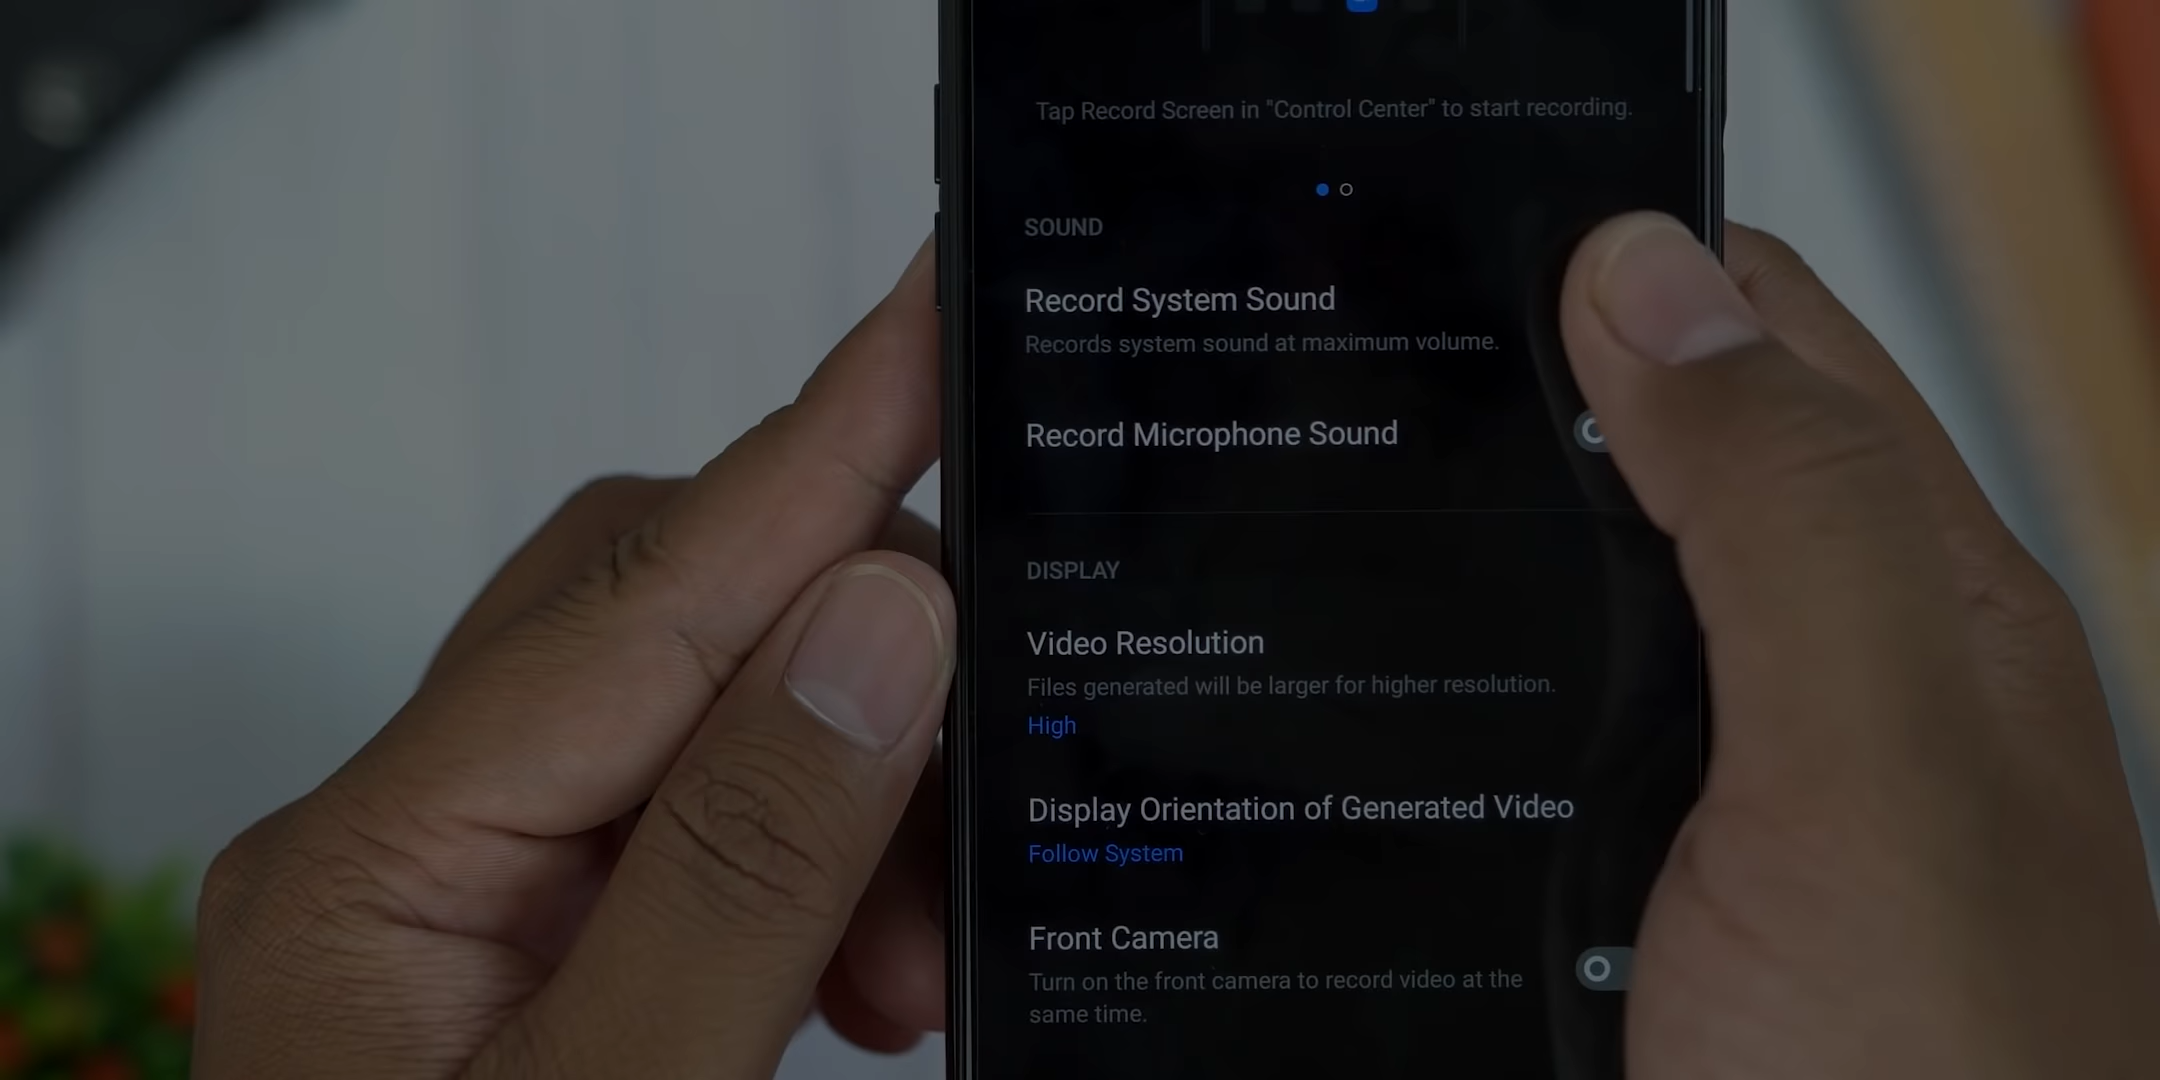 Tap Record Screen in "Control Center" to start recording.
SOUND
Record System Sound
Records system sound at maximum volume.
Record Microphone Sound
DISPLAY
Video Resolution
Files generated will be larger for higher resolution.
High
Display Orientation of Generated Video
Follow System
Front Camera
Turn on the front camera to record video at the
same time.